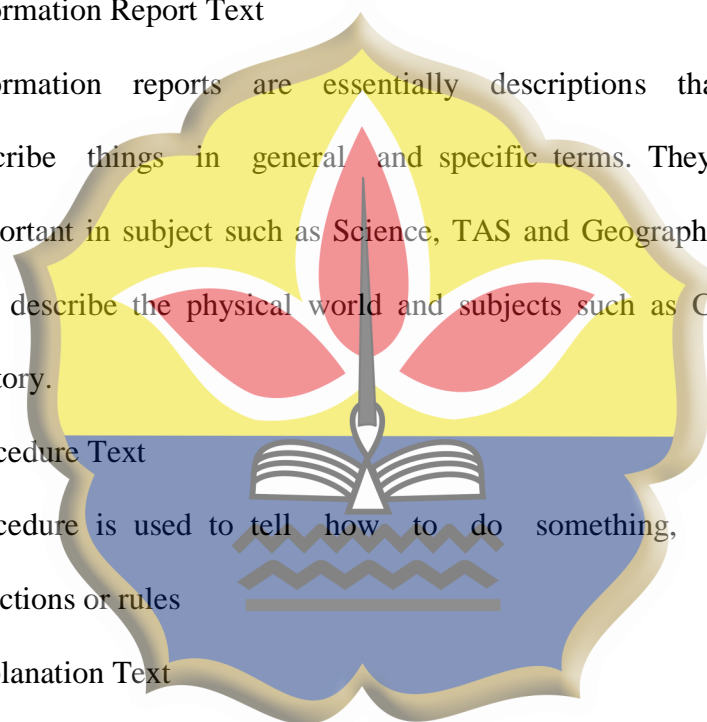 ormation Report Text
ormation reports are essentially descriptions tha
cribe things in general and specific terms. They
portant in subject such as Science, TAS and Geograph
describe the physical world and subjects such as C
tory.
cedure Text
cedure is used to tell how to do something,
ctions or rules
planation Text